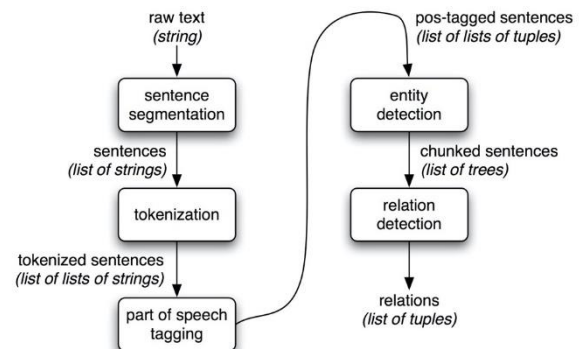 raw text
(string)
sentence
segmentation
sentences
(list of strings)
tokenization
tokenized sentences
(list of lists of strings)
part of speech
tagging
pos-tagged sentences
(list of lists of tuples)
entity
detection
chunked sentences
(list of trees)
relation
detection
relations
(list of tuples)